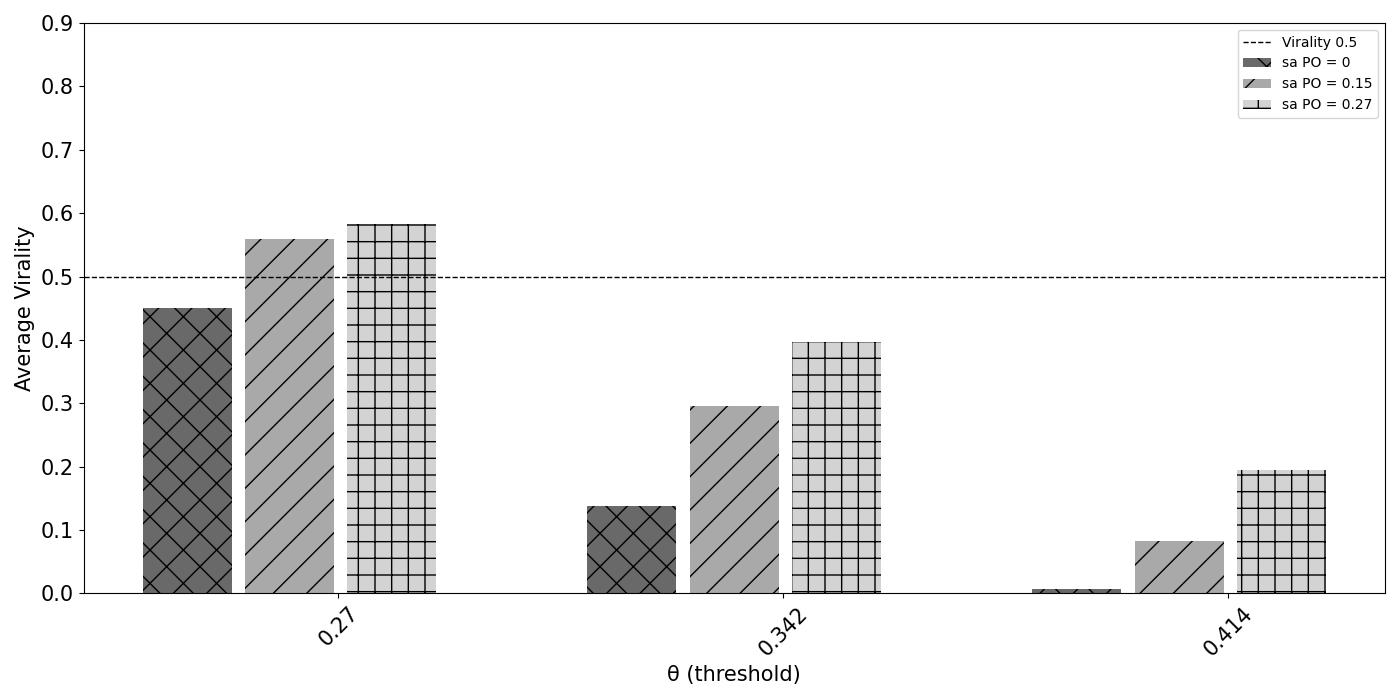 0.9
0.8
0.7
0.6
0.5
0.4
0.3
0.2
0.1
0.0
Average Virality
Virality 0.5
sa PO = 0
sa PO = 0.15
sa PO = 0.27
0.27
0.342
0.414
θ (threshold)